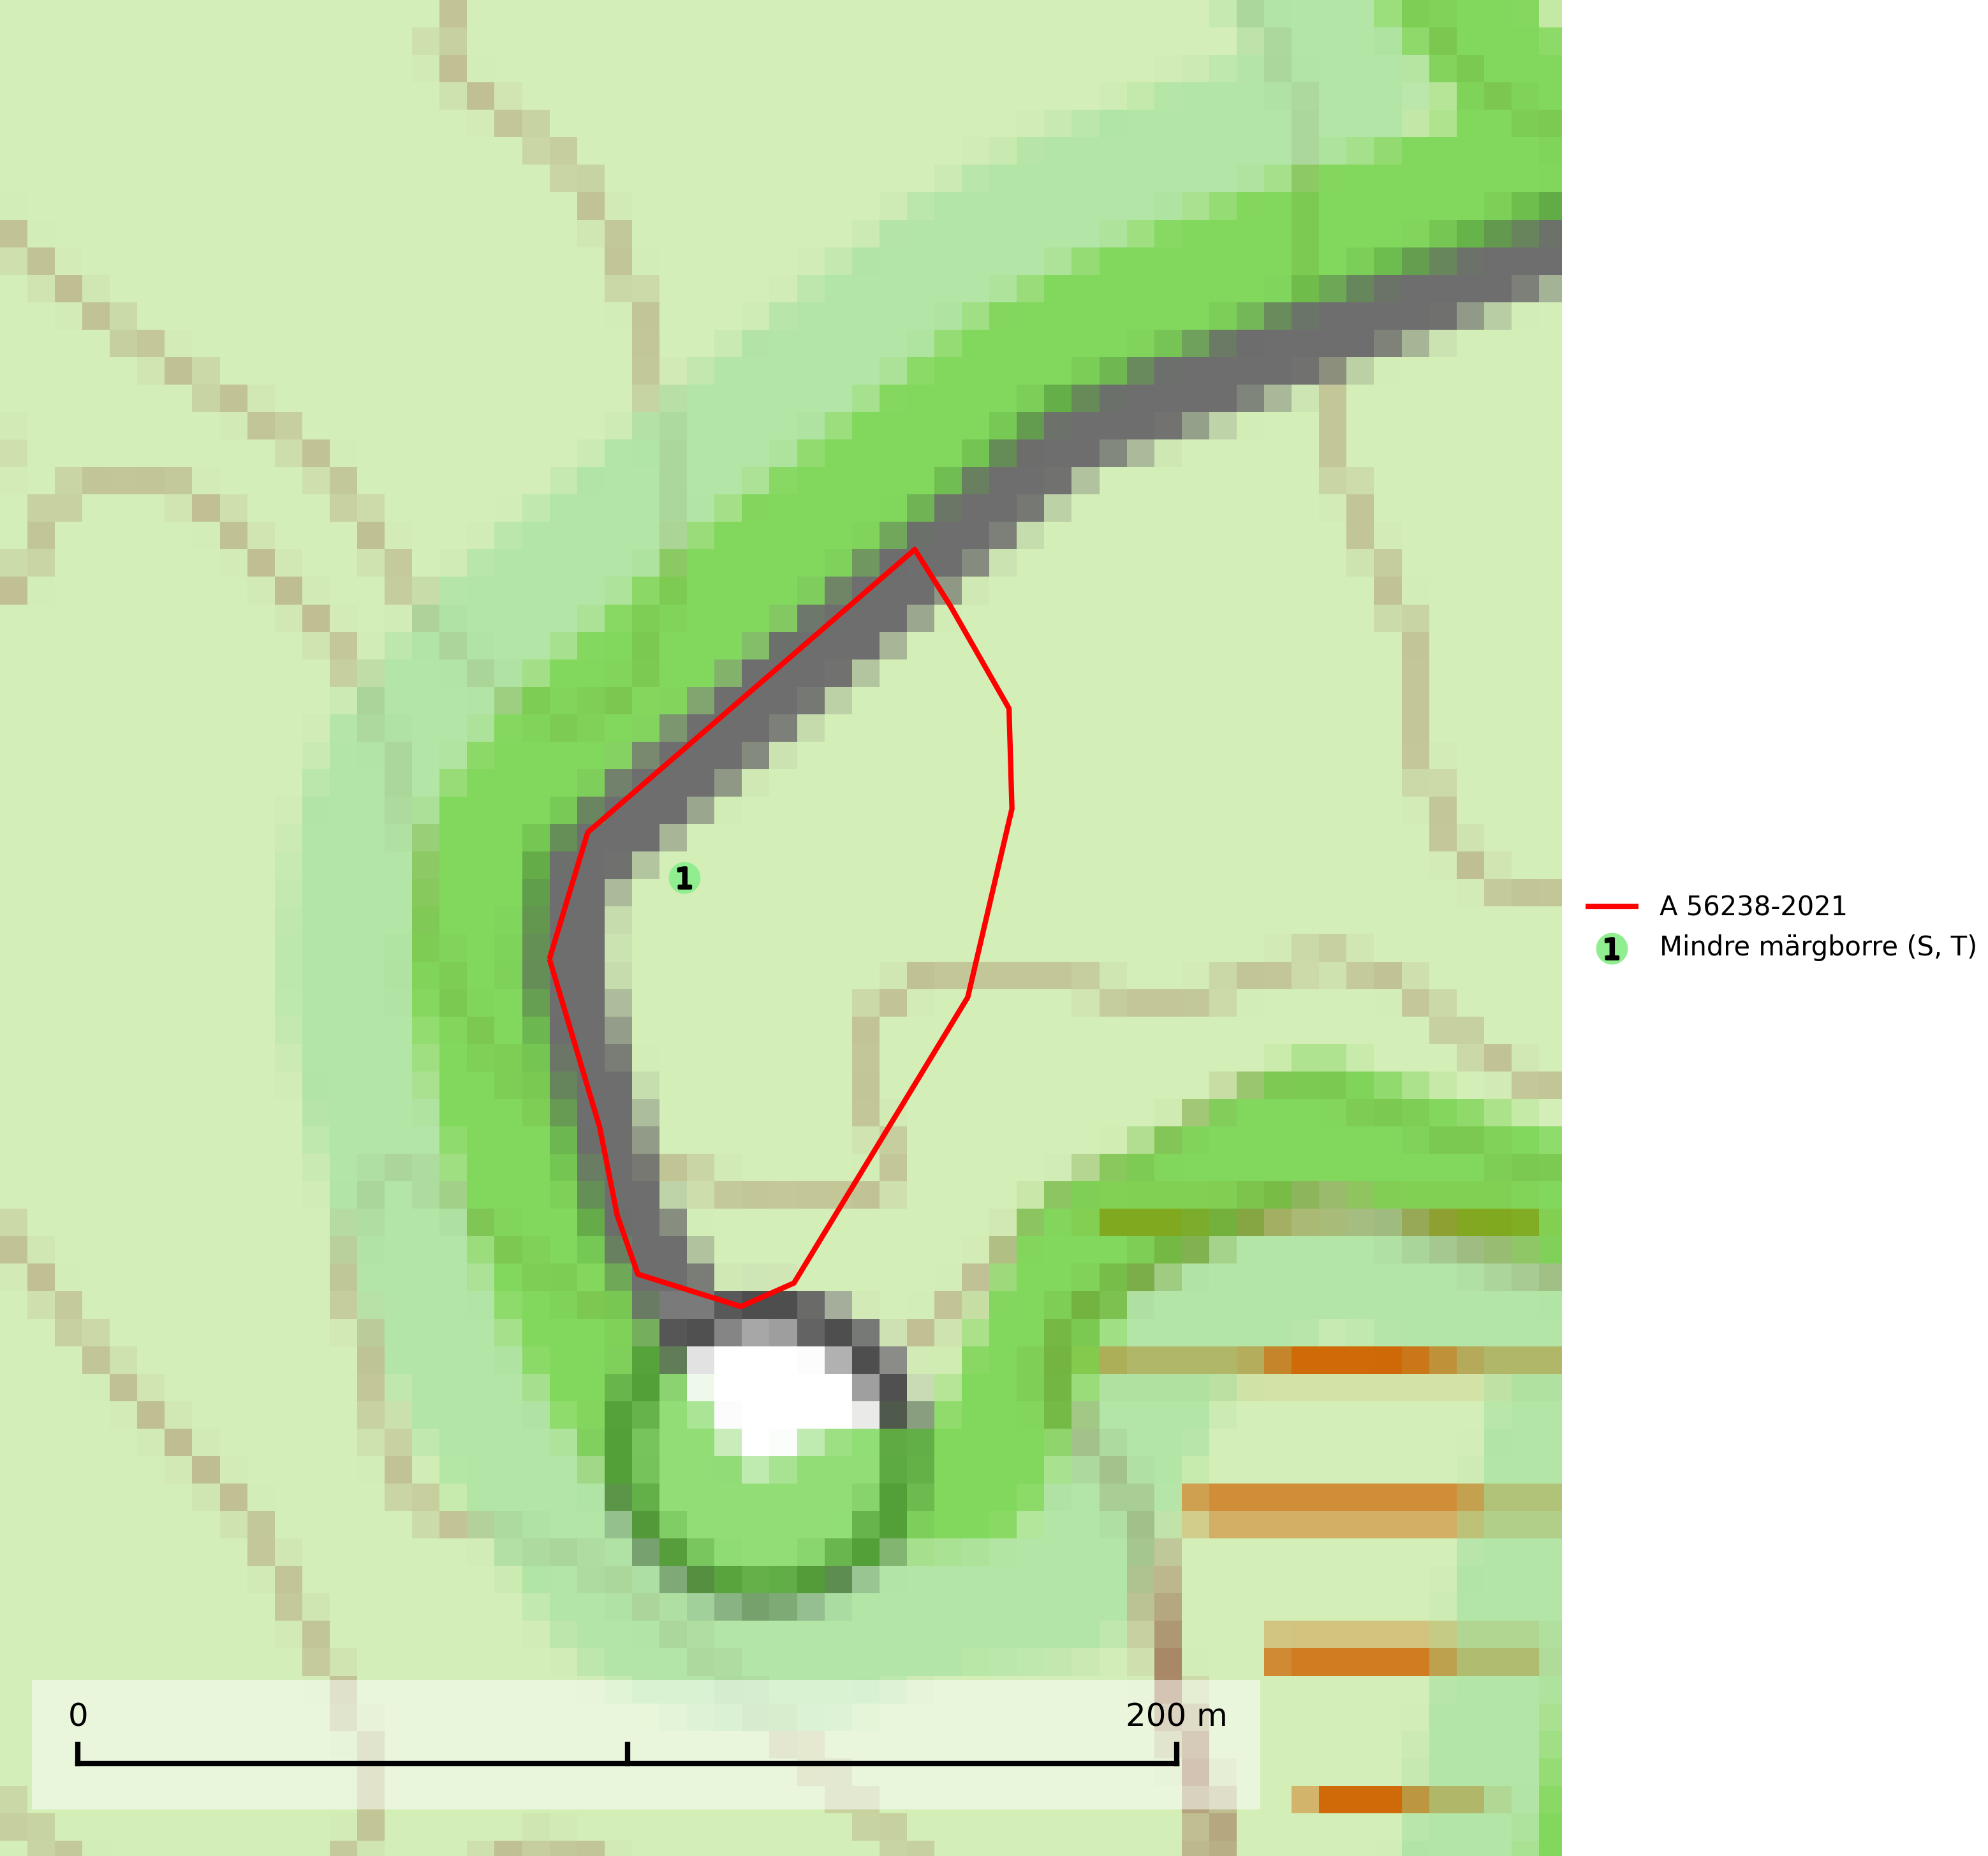 1
A 56238-2021
1 Mindre märgborre (S, T)
0 200 m